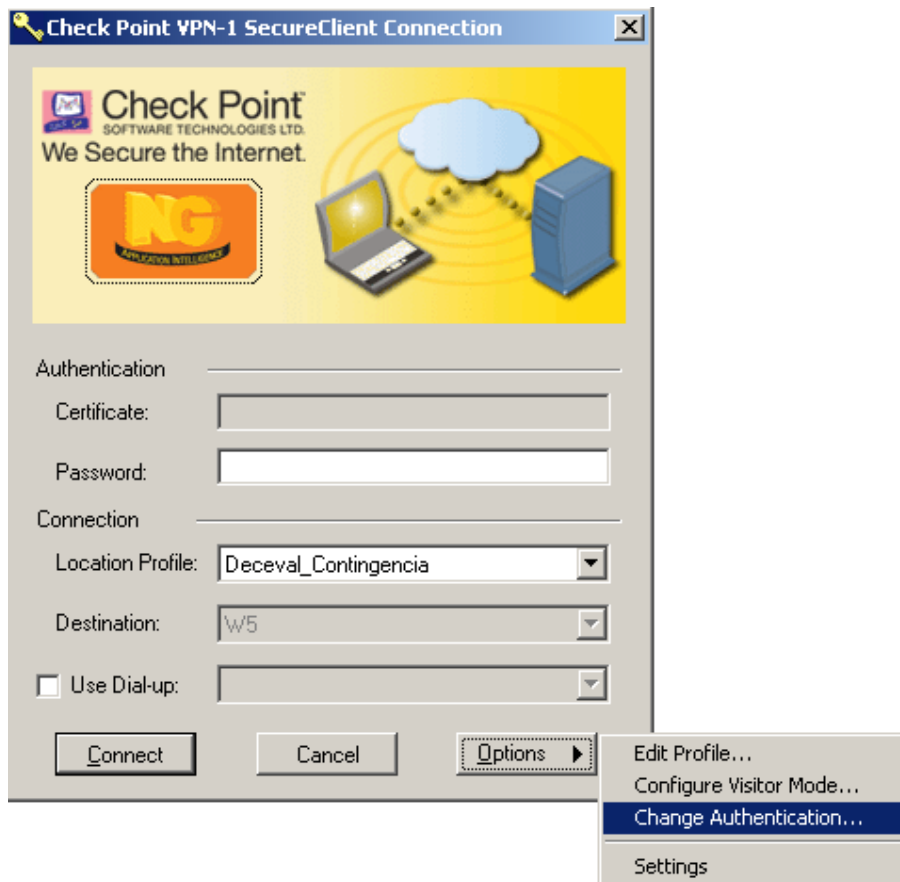 Check Point VPN-1 SecureClient Connection
Check Point
SOFTWARE TECHNOLOGIES LTD.
We Secure the Internet.
NG
APPLICATION INTELLIGENCE
Authentication
Certificate:
Password:
Connection
Location Profile: Deceval_Contingencia
Destination: W5
Use Dial-up:
Connect Cancel Options
Edit Profile...
Configure Visitor Mode...
Change Authentication...
Settings